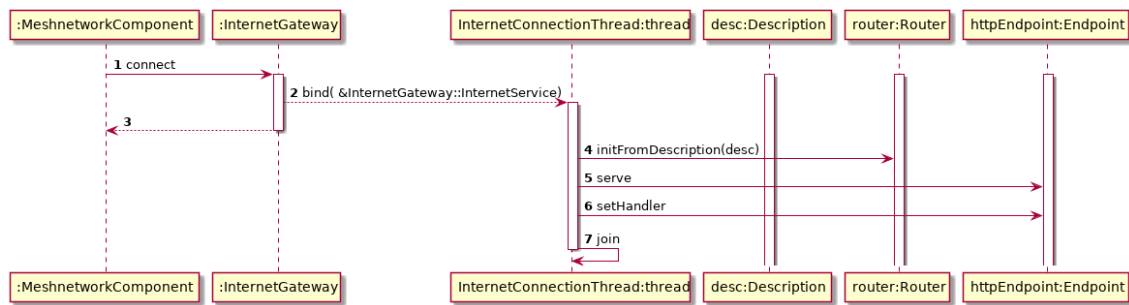 :MeshnetworkComponent :InternetGateway InternetConnectionThread:thread desc:Description router:Router httpEndpoint:Endpoint
1 connect
2 bind( &InternetGateway::InternetService)
3
4 initFromDescription(desc)
5 serve
6 setHandler
7 join
:MeshnetworkComponent :InternetGateway InternetConnectionThread:thread desc:Description router:Router httpEndpoint:Endpoint